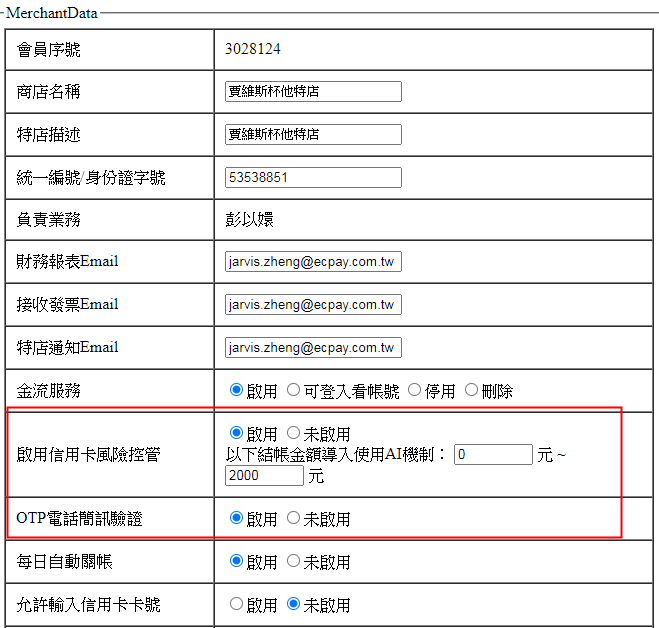 MerchantData
會員序號 3028124
商店名稱 賈維斯杯他特店
特店描述 賈維斯杯他特店
統一編號/身份證字號 53538851
負責業務 彭以嬛
財務報表Email jarvis.zheng@ecpay.com.tw
接收發票Email jarvis.zheng@ecpay.com.tw
特店通知Email jarvis.zheng@ecpay.com.tw
金流服務 啟用 可登入看帳號 停用 刪除
啟用信用卡風險控管 啟用 未啟用
以下結帳金額導入使用AI機制： 0 元 ~
2000 元
OTP電話簡訊驗證 啟用 未啟用
每日自動關帳 啟用 未啟用
允許輸入信用卡卡號 啟用 未啟用